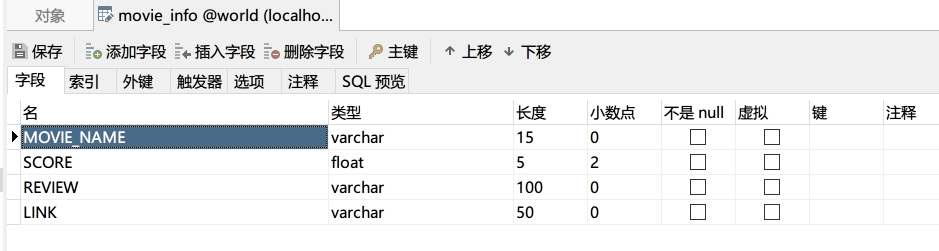 对象 movie_info @world (localho...
保存 添加字段 插入字段 删除字段 主键 上移 下移
字段 索引 外键 触发器 选项 注释 SQL 预览
名 类型 长度 小数点 不是 null 虚拟 键 注释
MOVIE_NAME varchar 15 0
SCORE float 5 2
REVIEW varchar 100 0
LINK varchar 50 0